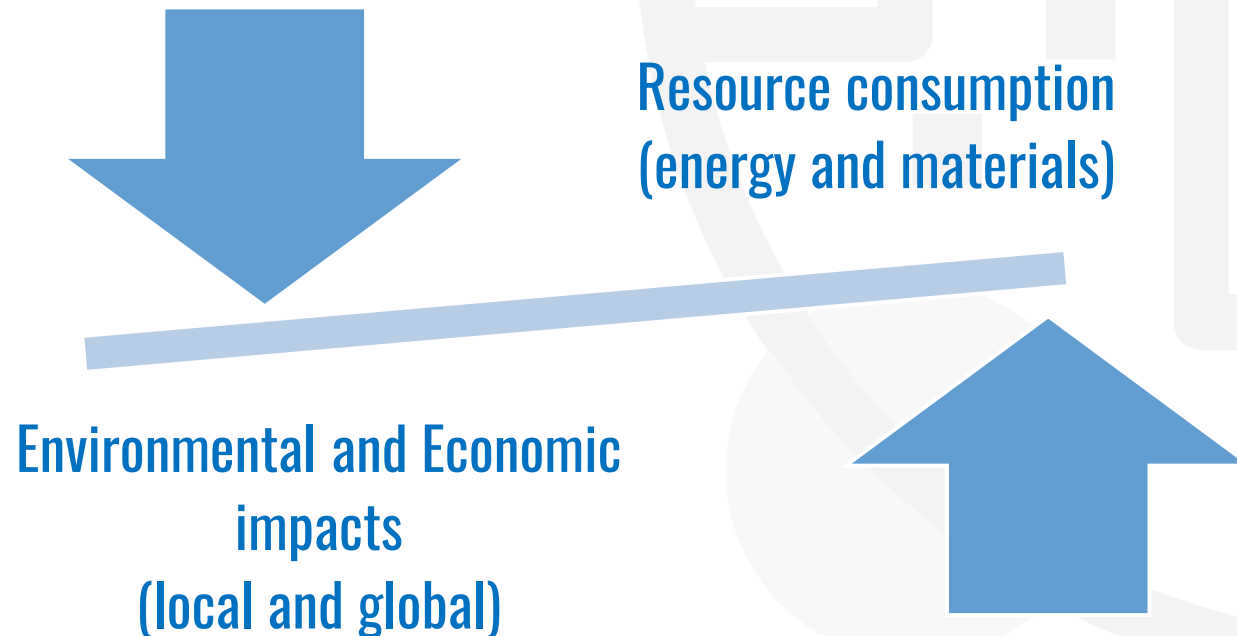 Resource consumption
(energy and materials)
Environmental and Economic
impacts
(local and global)